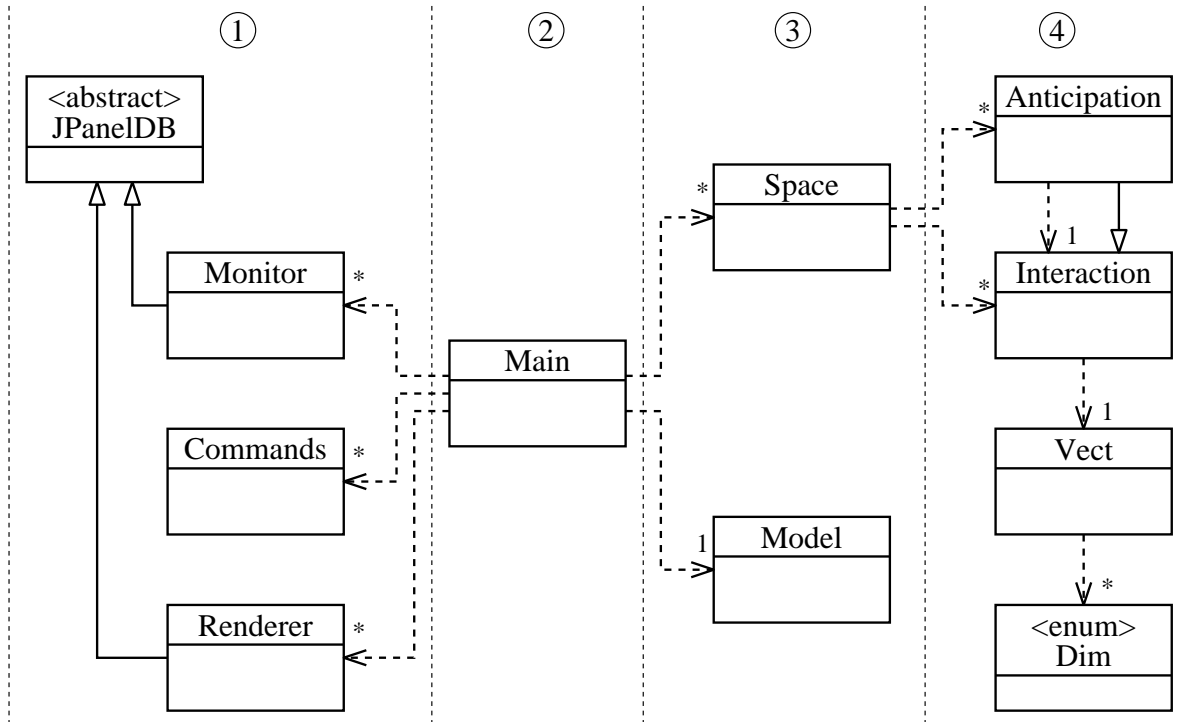 ① ② ③ ④
<abstract>
JPanelDB
Monitor
*
Commands
*
Renderer
*
Main
*
Space
1
Model
*
Anticipation
1
*
Interaction
1
Vect
*
<enum>
Dim